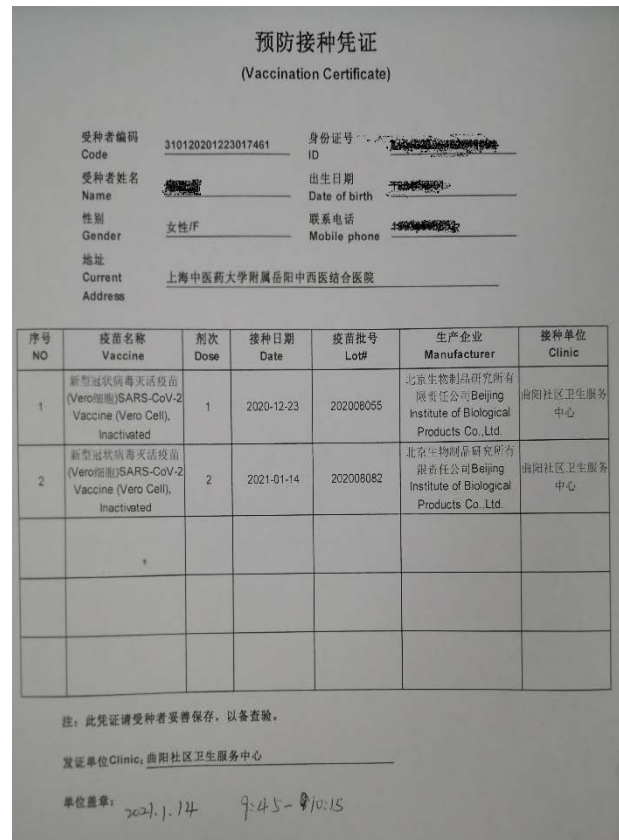 预防接种凭证
(Vaccination Certificate)
受种者编码 身份证号
Code 310120201223017461 ID
受种者姓名 出生日期
Name Date of birth
性别 联系电话
Gender 女性/F Mobile phone
地址
Current 上海中医药大学附属岳阳中西医结合医院
Address
序号 疫苗名称 剂次 接种日期 疫苗批号 生产企业 接种单位
NO Vaccine Dose Date Lot# Manufacturer Clinic
新型冠状病毒灭活疫苗 北京生物制品研究所有
(Vero细胞)SARS-CoV-2 限责任公司Beijing 曲阳社区卫生服务
1 Vaccine (Vero Cell), 1 2020-12-23 202008055 Institute of Biological 中心
Inactivated Products Co.,Ltd.
新型冠状病毒灭活疫苗 北京生物制品研究所有
(Vero细胞)SARS-CoV-2 限责任公司Beijing 曲阳社区卫生服务
2 Vaccine (Vero Cell), 2 2021-01-14 202008082 Institute of Biological 中心
Inactivated Products Co.,Ltd.
注：此凭证请受种者妥善保存，以备查验。
发证单位Clinic: 曲阳社区卫生服务中心
单位盖章： 2021.1.14 9:45-10:15